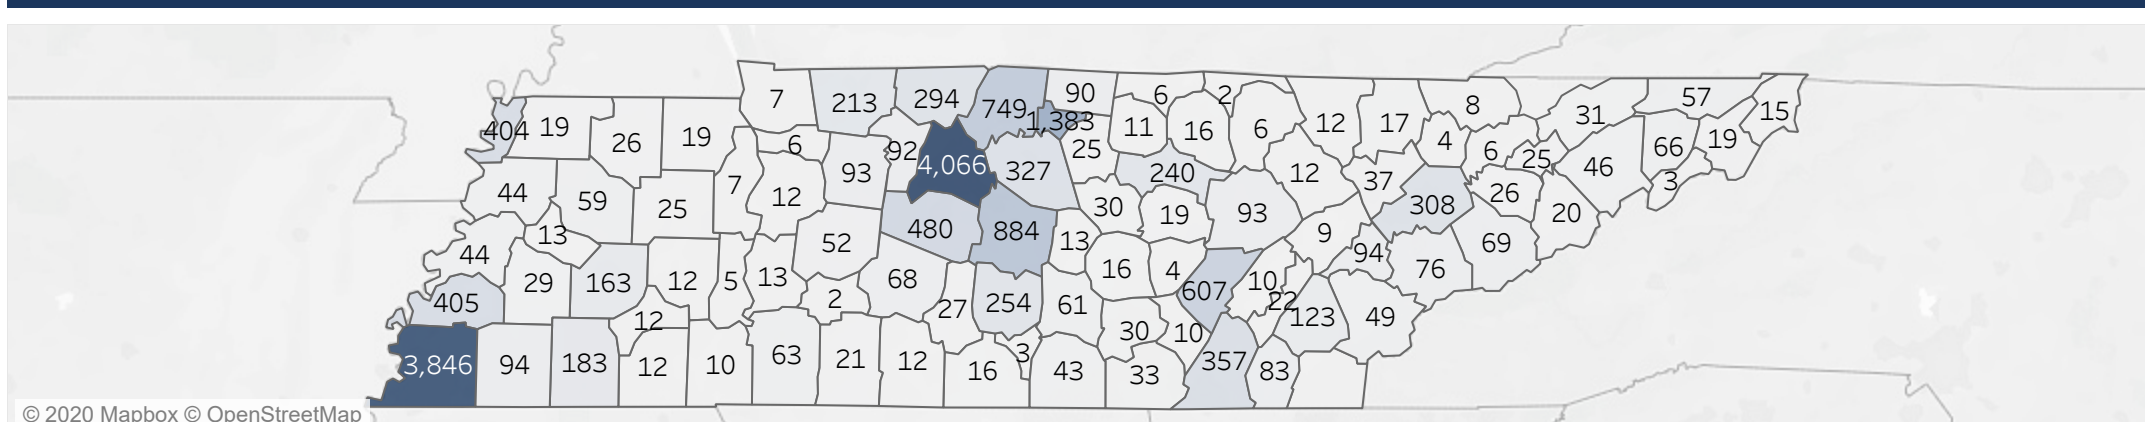 7 213 294 749 90 6 2 8 31 57 15
404 19 26 19 6 92 1,383 25 11 16 6 12 17 4 6 25 46 66 19
4,066 327 240 12 37 3
44 59 25 7 12 93 30 19 93 308 26 20
44 13 52 480 884 13 9 94 76 69
405 29 163 12 5 13 2 68 27 254 61 16 4 607 10 22 123 49
12 30 10
3,846 94 183 12 10 63 21 12 16 3 43 33 357 83
© 2020 Mapbox © OpenStreetMap